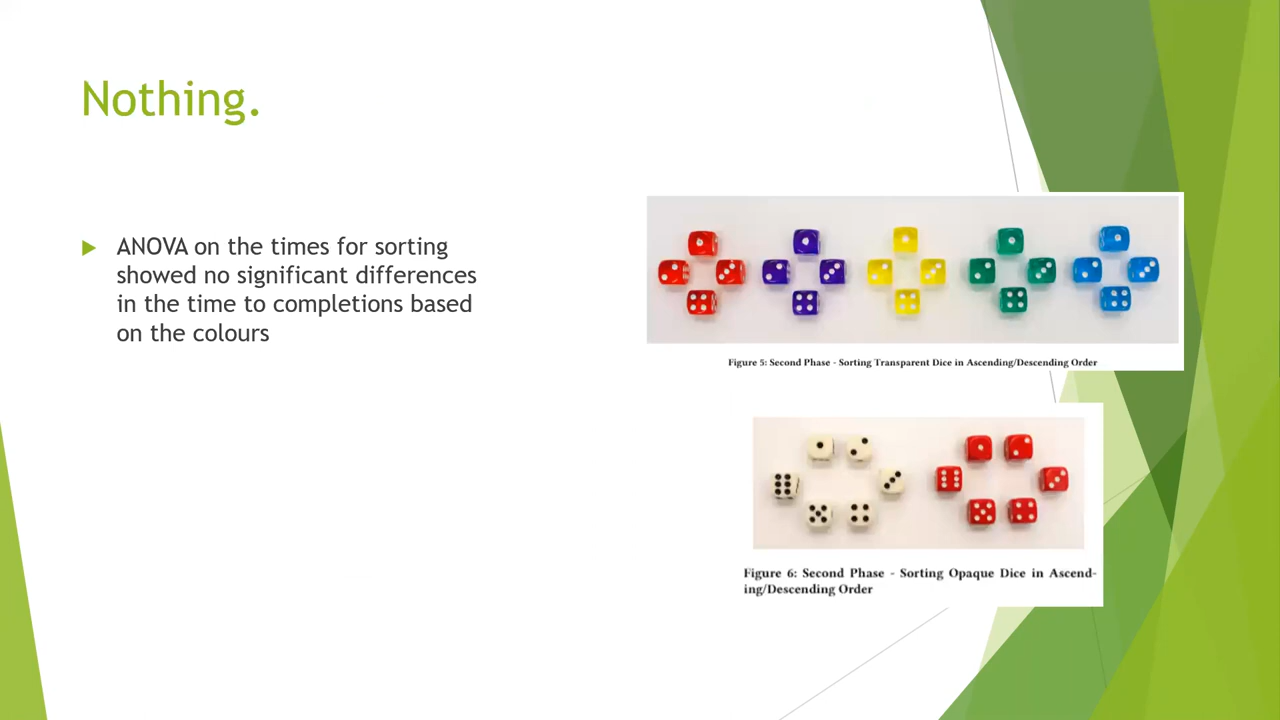 Nothing.
ANOVA on the times for sorting
showed no significant differences
in the time to completions based
on the colours
Figure 5: Second Phase - Sorting Transparent Dice in Ascending/Descending Order
Figure 6: Second Phase - Sorting Opaque Dice in Ascend-
ing/Descending Order